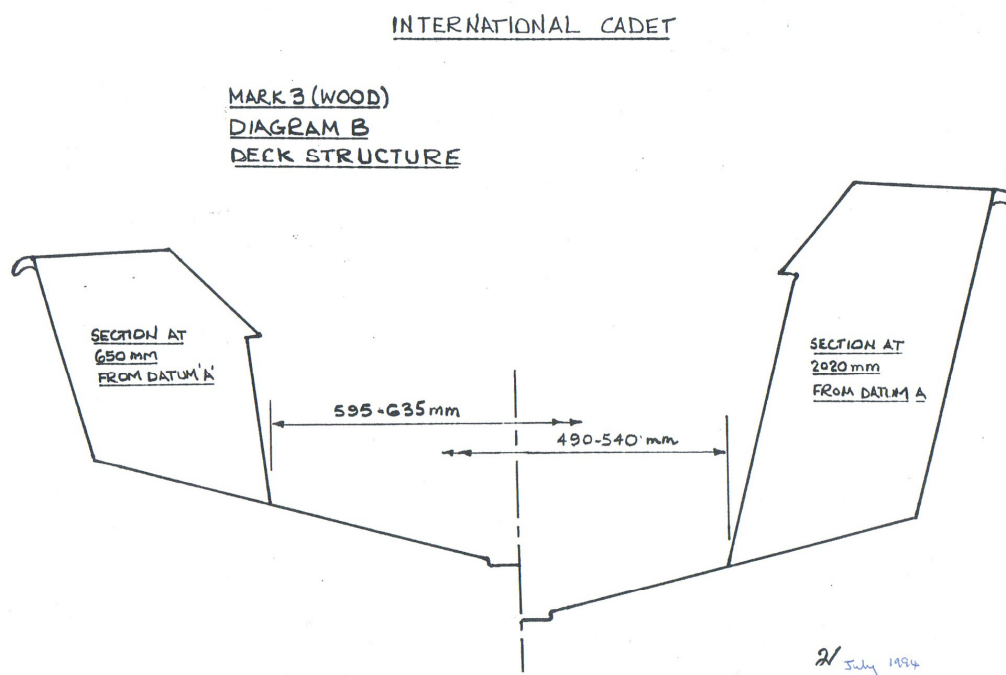 INTERNATIONAL CADET
MARK 3 (WOOD)
DIAGRAM B
DECK STRUCTURE
SECTION AT
650 mm
FROM DATUM 'A'
SECTION AT
2020 mm
FROM DATUM A
595-635 mm
490-540 mm
July 1994